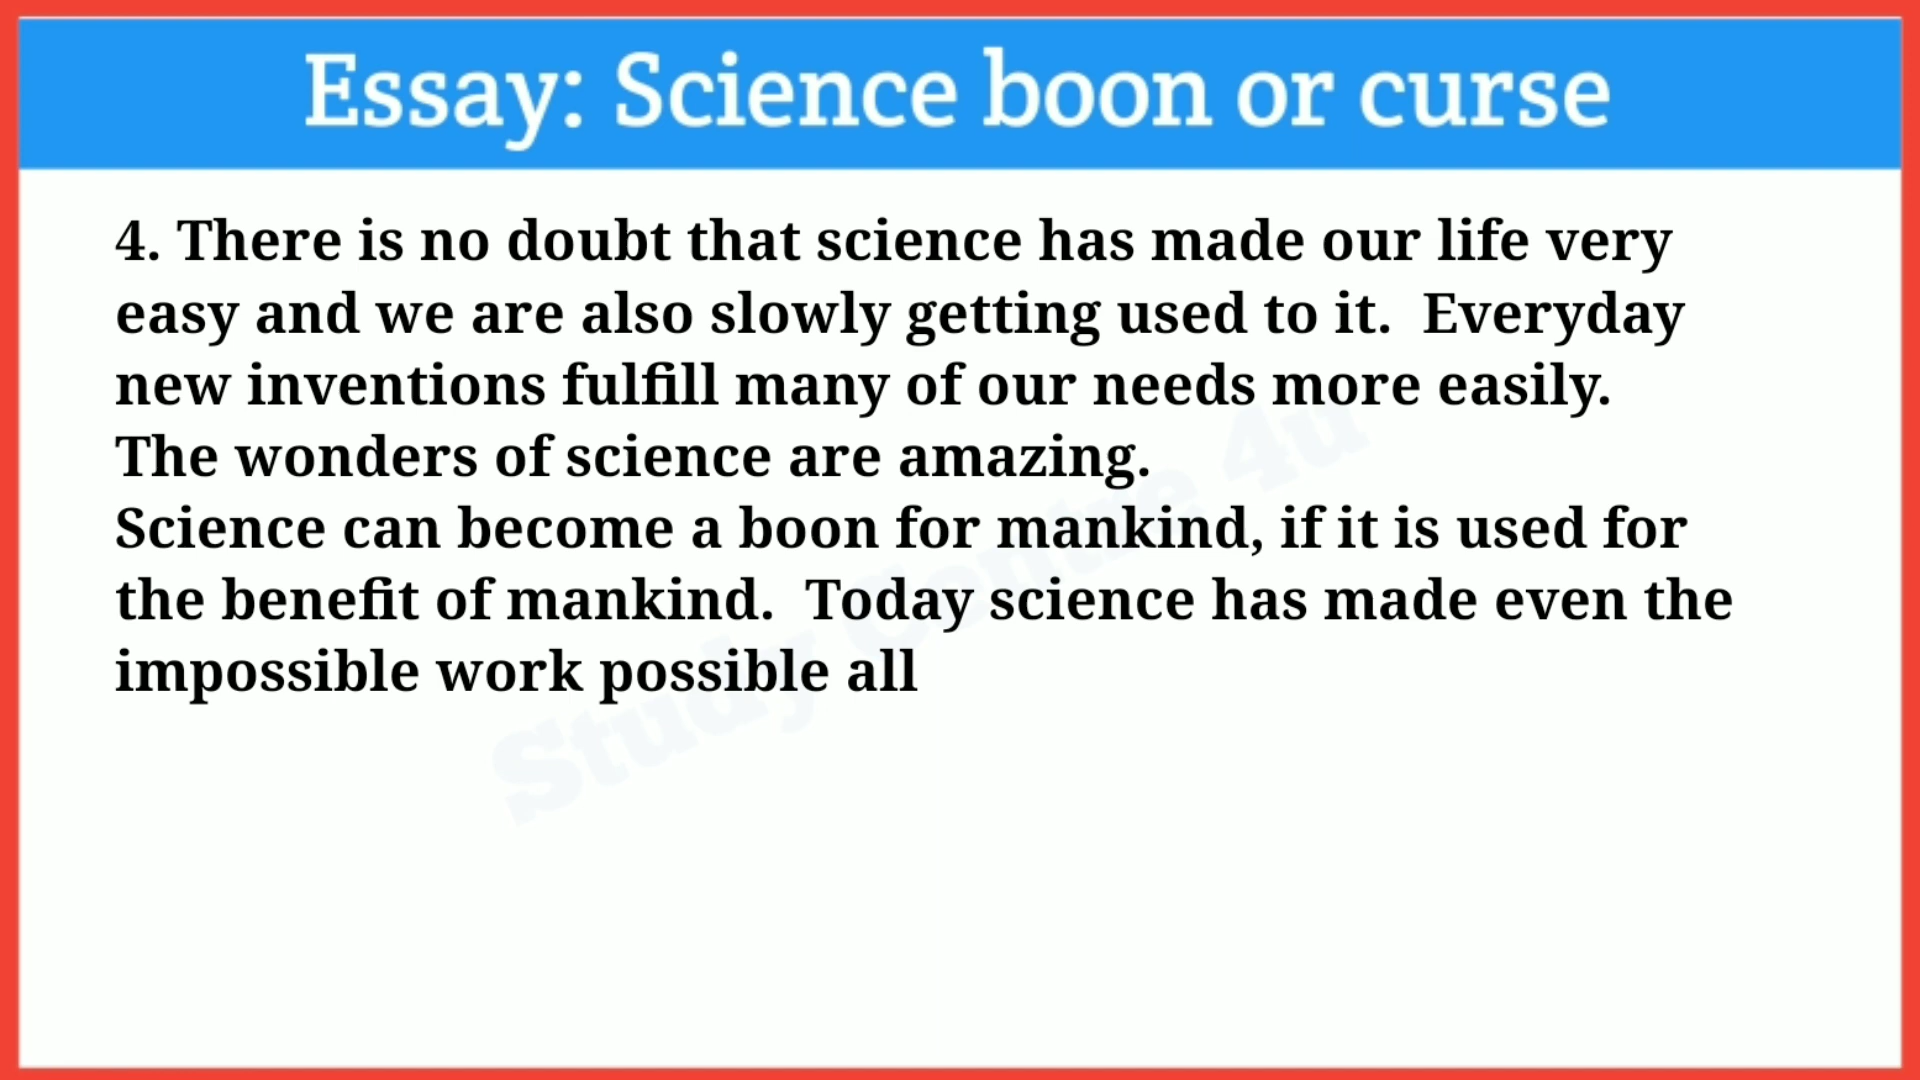 Essay: Science boon or curse
4. There is no doubt that science has made our life very
easy and we are also slowly getting used to it.  Everyday
new inventions fulfill many of our needs more easily.
The wonders of science are amazing.
Science can become a boon for mankind, if it is used for
the benefit of mankind.  Today science has made even the
impossible work possible all
Study Centre 4u